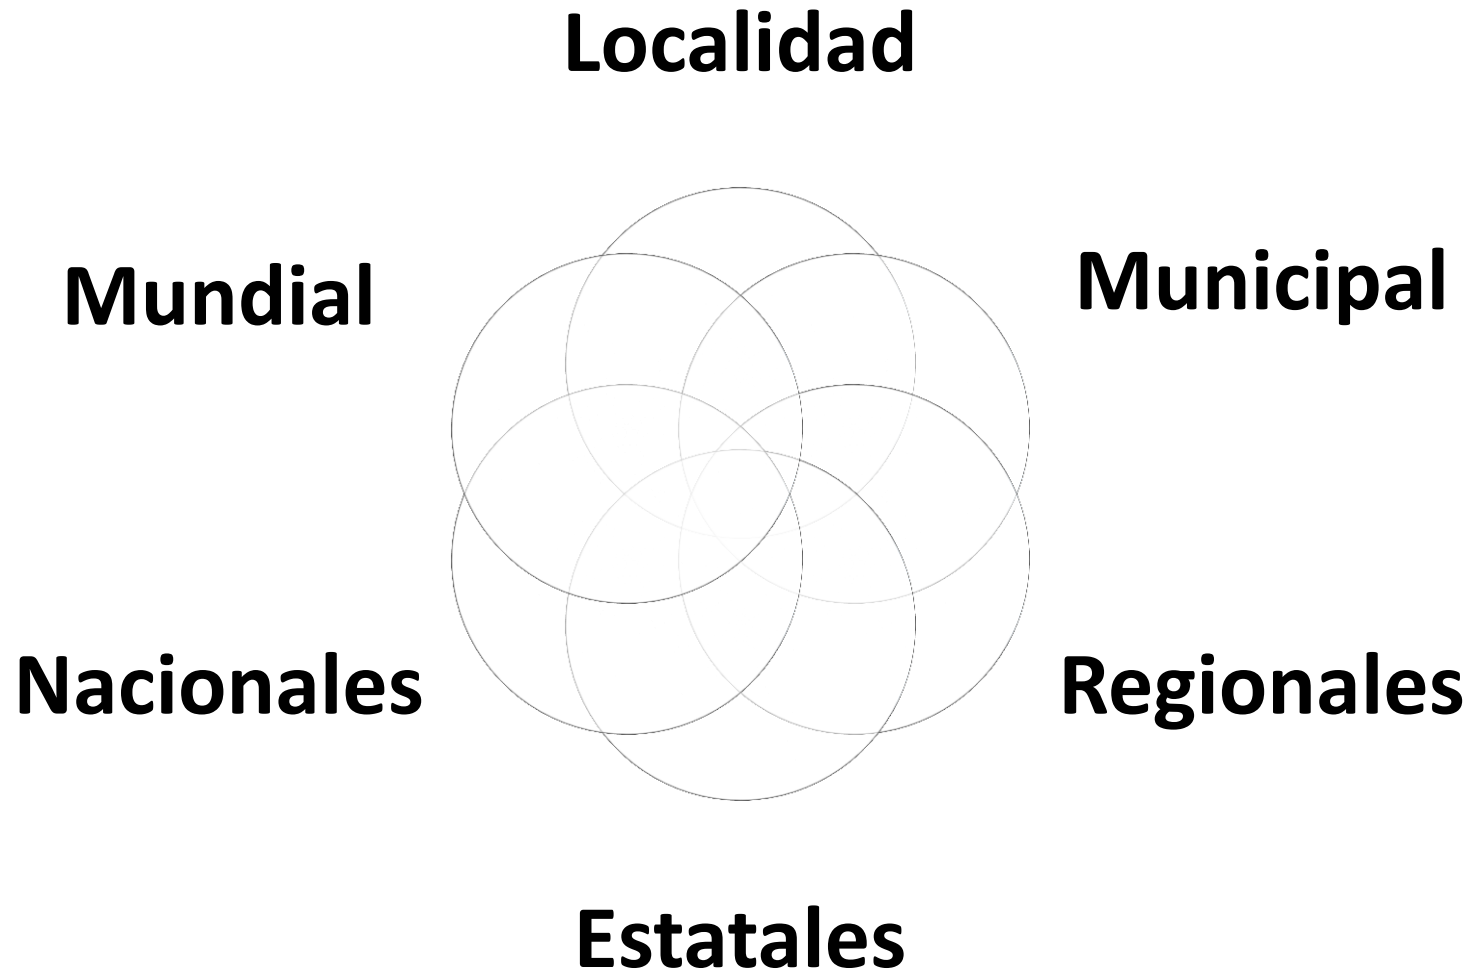 Localidad
Mundial
Municipal
Nacionales
Regionales
Estatales